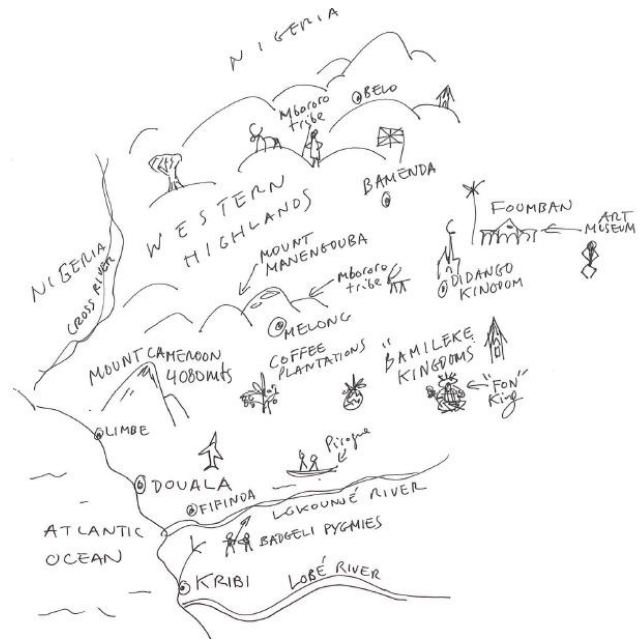 NIGERIA
BELO
Mbororo
tribe
BAMENDA
WESTERN
HIGHLANDS
FOUMBAN
ART
MUSEUM
NIGERIA
CROSS RIVER
MOUNT
MANENGOUBA
Mbororo
tribe
DIDANGO
KINGDOM
MELONG
MOUNT CAMEROON
4080mts
COFFEE
PLANTATIONS
"BAMILEKE
KINGDOMS
"FON"
King
LIMBE
Pirogue
DOUALA
FIFINDA
LOKOUNJÉ RIVER
ATLANTIC
OCEAN
BADGELI PYGMIES
KRIBI
LOBÉ RIVER